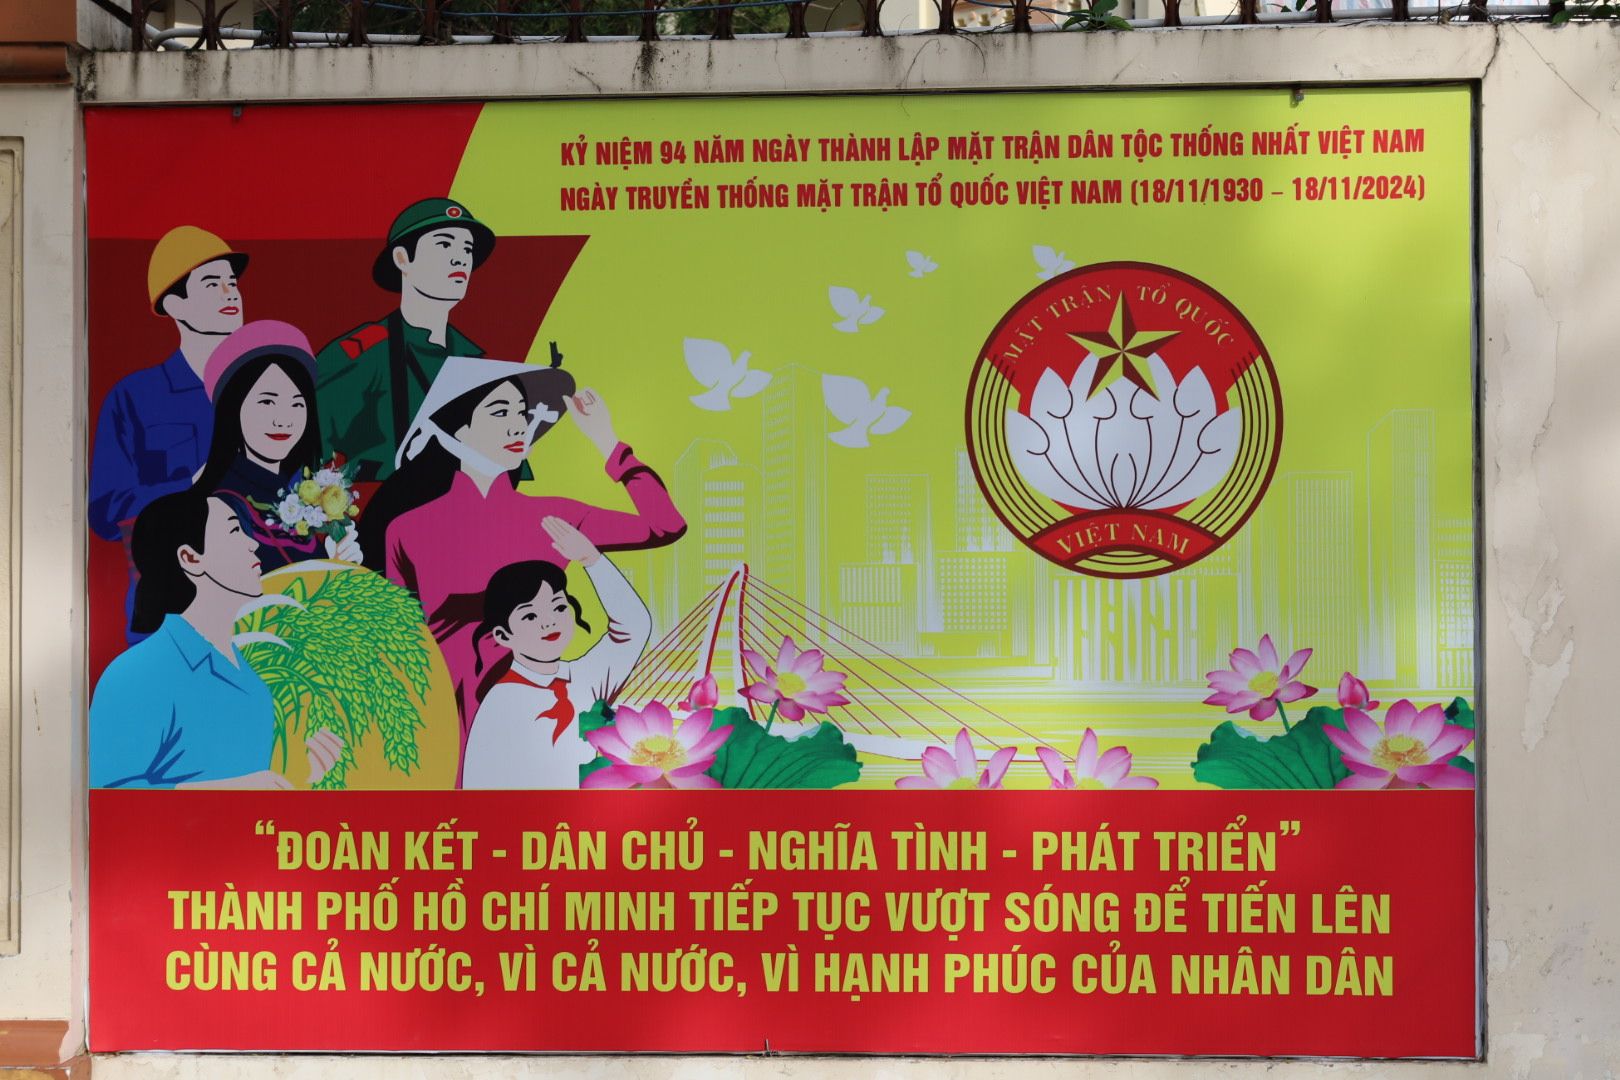 KỶ NIỆM 94 NĂM NGÀY THÀNH LẬP MẶT TRẬN DÂN TỘC THỐNG NHẤT VIỆT NAM
NGÀY TRUYỀN THỐNG MẶT TRẬN TỔ QUỐC VIỆT NAM (18/11/1930 - 18/11/2024)
MẶT TRẬN TỔ QUỐC
VIỆT NAM
"ĐOÀN KẾT - DÂN CHỦ - NGHĨA TÌNH - PHÁT TRIỂN"
THÀNH PHỐ HỒ CHÍ MINH TIẾP TỤC VƯỢT SÓNG ĐỂ TIẾN LÊN
CÙNG CẢ NƯỚC, VÌ CẢ NƯỚC, VÌ HẠNH PHÚC CỦA NHÂN DÂN